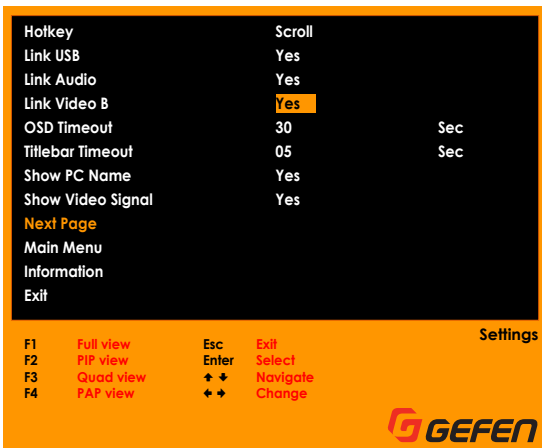 Hotkey Scroll
Link USB Yes
Link Audio Yes
Link Video B Yes
OSD Timeout 30 Sec
Titlebar Timeout 05 Sec
Show PC Name Yes
Show Video Signal Yes
Next Page
Main Menu
Information
Exit
Settings
F1 Full view Esc Exit
F2 PIP view Enter Select
F3 Quad view ↑ ↓ Navigate
F4 PAP view ← → Change
GEFEN